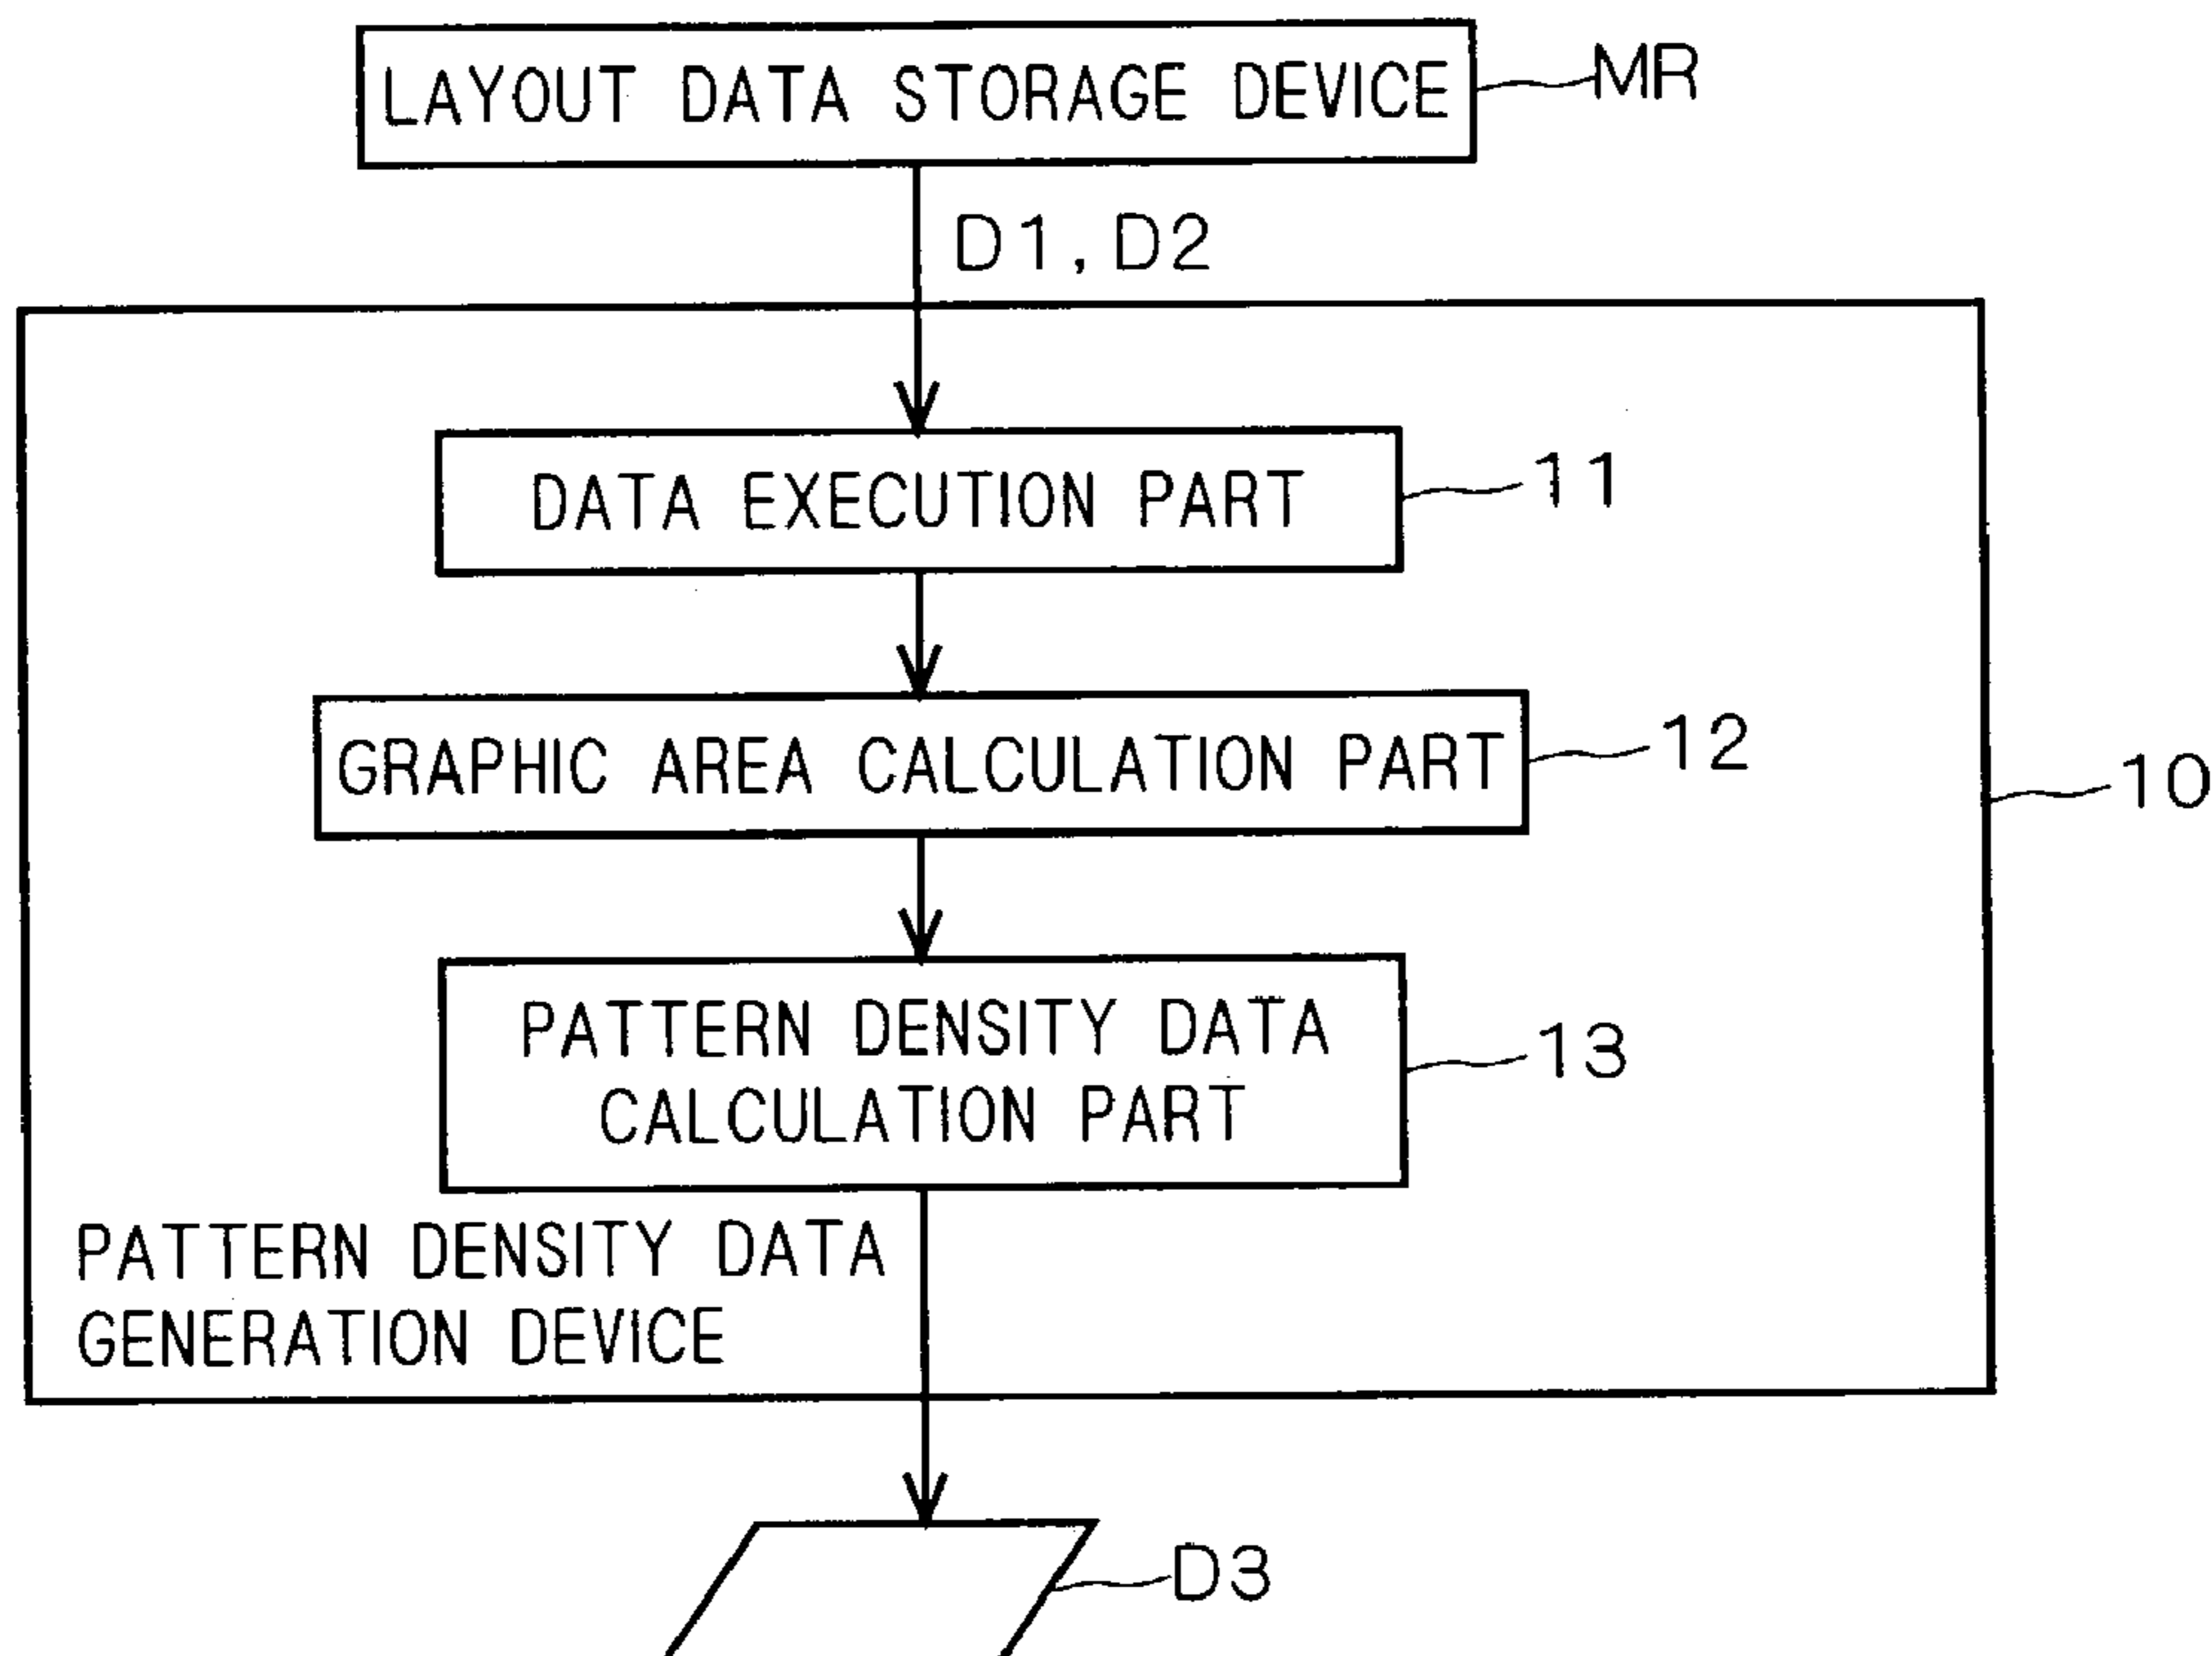 LAYOUT DATA STORAGE DEVICE
MR
D1, D2
DATA EXECUTION PART
11
GRAPHIC AREA CALCULATION PART
12
10
PATTERN DENSITY DATA
CALCULATION PART
13
PATTERN DENSITY DATA
GENERATION DEVICE
D3